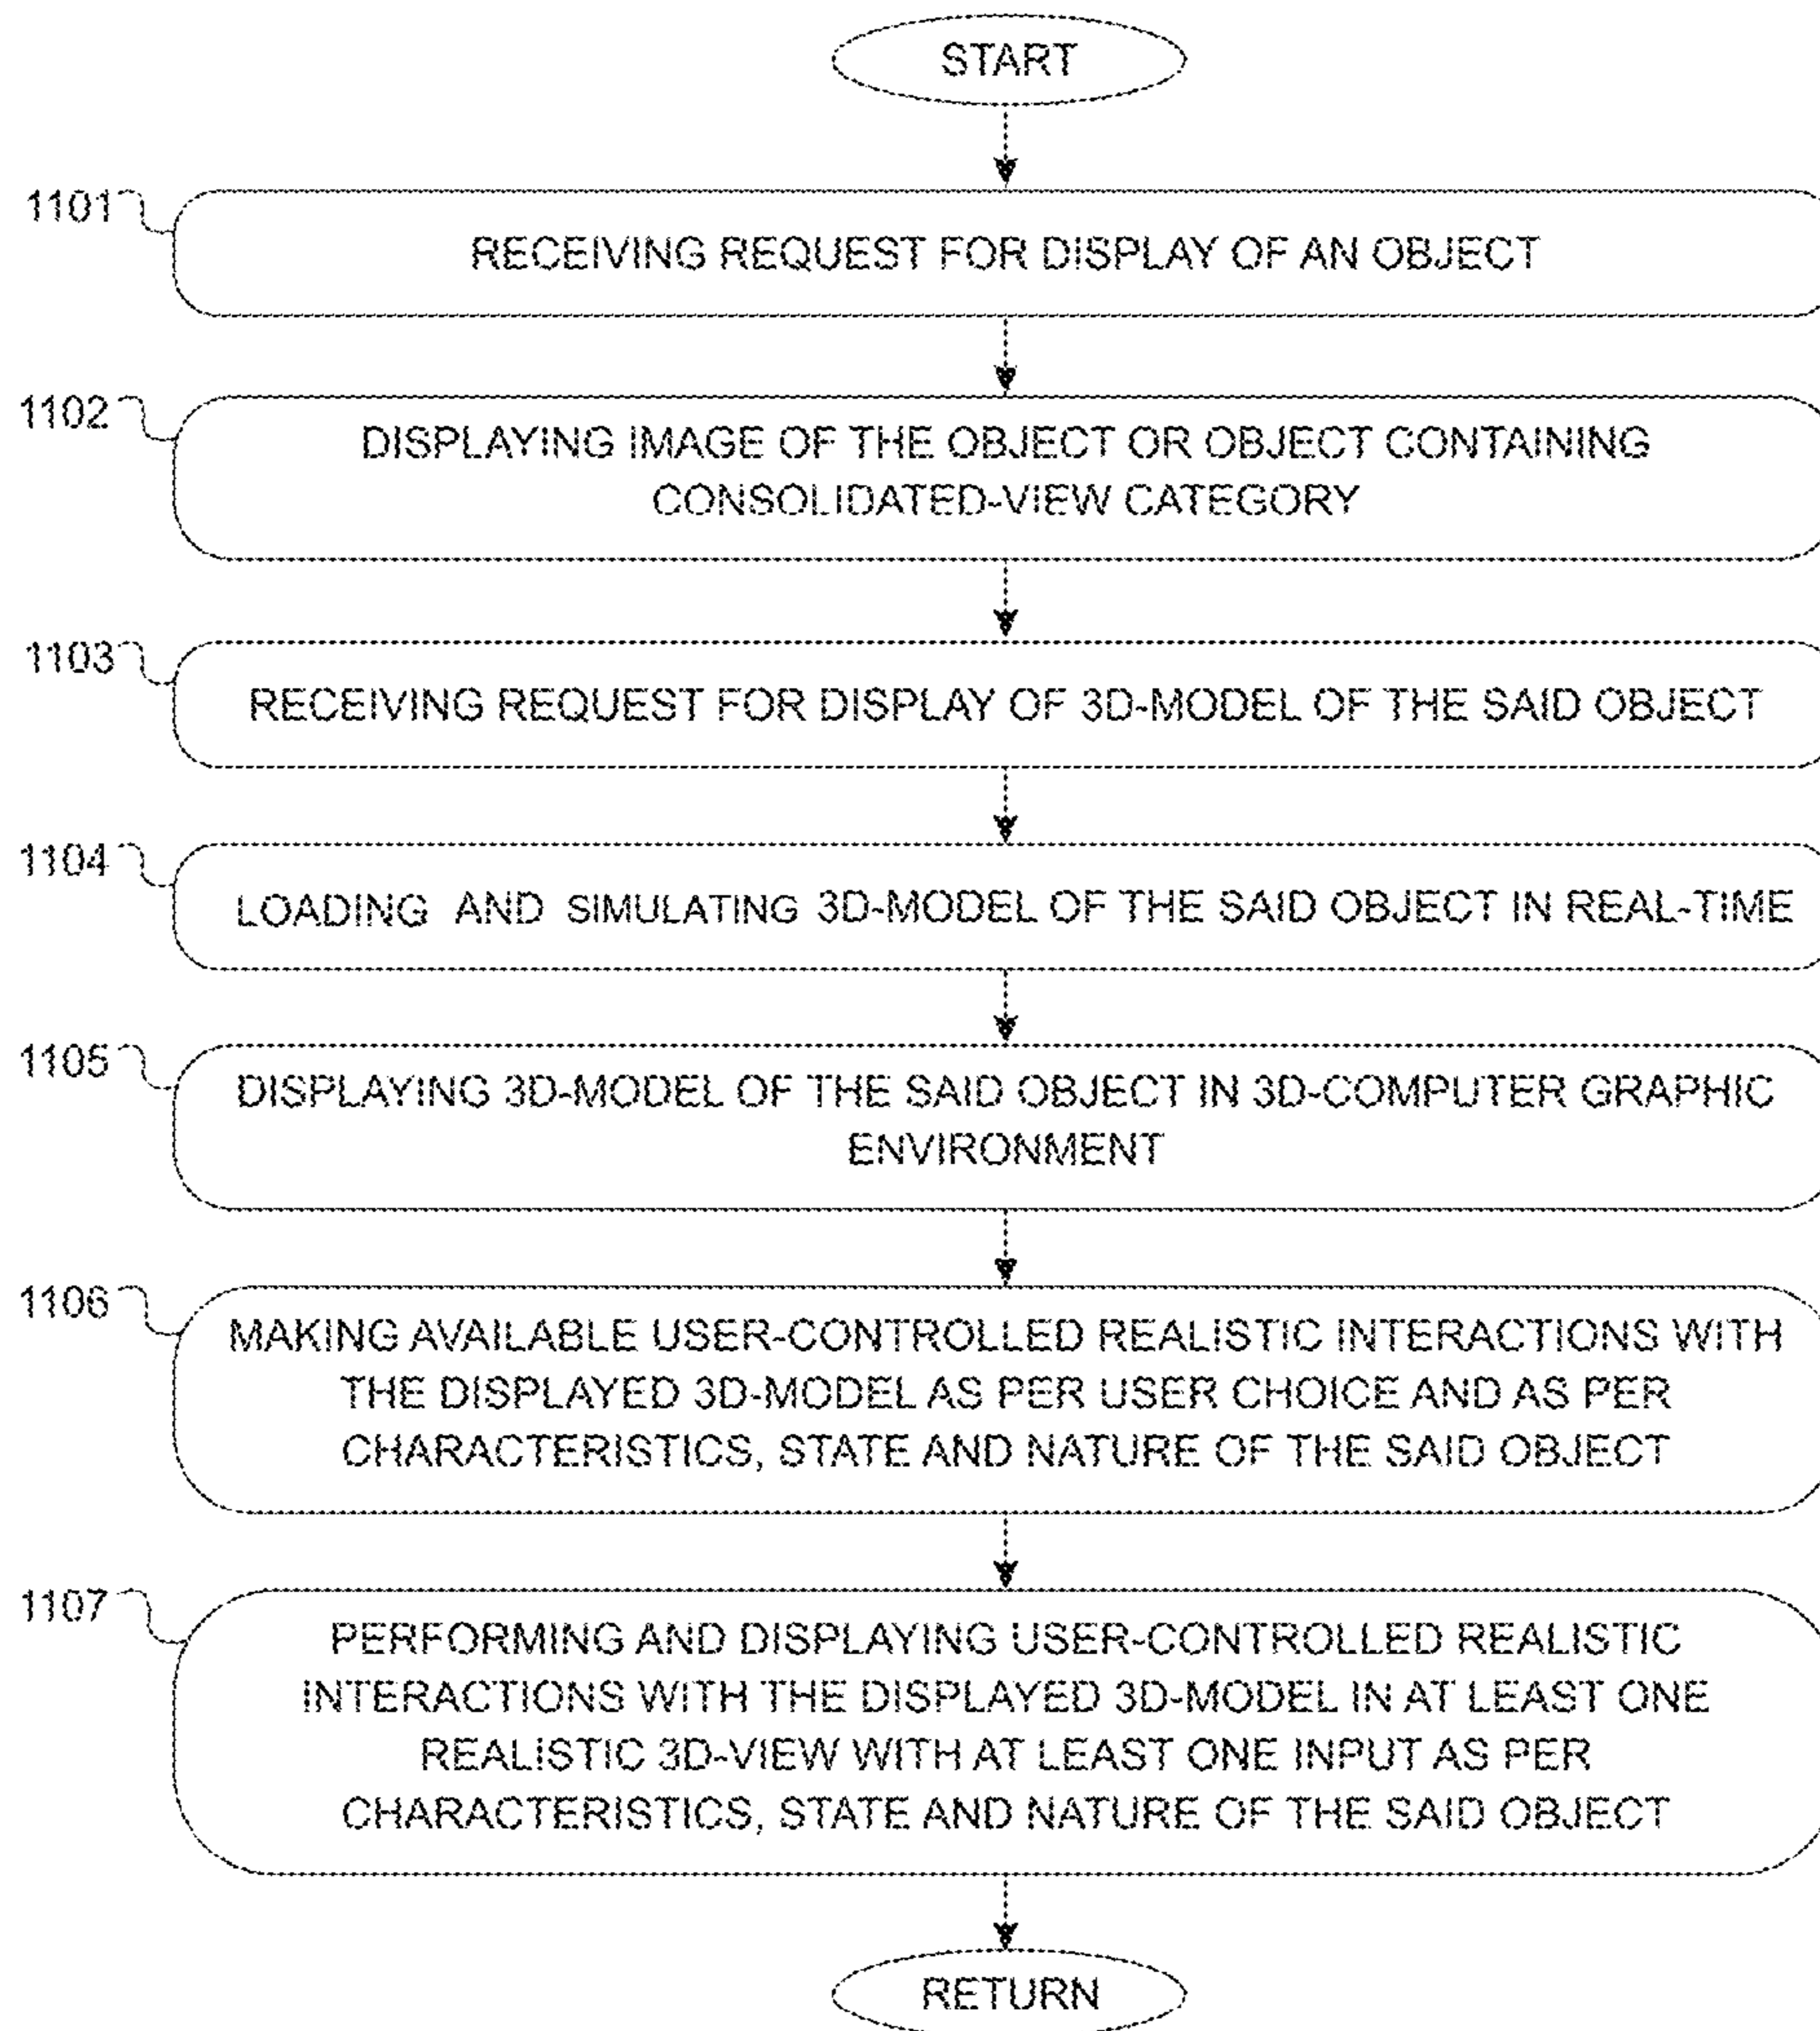 START
1101
RECEIVING REQUEST FOR DISPLAY OF AN OBJECT
1102
DISPLAYING IMAGE OF THE OBJECT OR OBJECT CONTAINING
CONSOLIDATED-VIEW CATEGORY
1103
RECEIVING REQUEST FOR DISPLAY OF 3D-MODEL OF THE SAID OBJECT
1104
LOADING AND SIMULATING 3D-MODEL OF THE SAID OBJECT IN REAL-TIME
1105
DISPLAYING 3D-MODEL OF THE SAID OBJECT IN 3D-COMPUTER GRAPHIC
ENVIRONMENT
1106
MAKING AVAILABLE USER-CONTROLLED REALISTIC INTERACTIONS WITH
THE DISPLAYED 3D-MODEL AS PER USER CHOICE AND AS PER
CHARACTERISTICS, STATE AND NATURE OF THE SAID OBJECT
1107
PERFORMING AND DISPLAYING USER-CONTROLLED REALISTIC
INTERACTIONS WITH THE DISPLAYED 3D-MODEL IN AT LEAST ONE
REALISTIC 3D-VIEW WITH AT LEAST ONE INPUT AS PER
CHARACTERISTICS, STATE AND NATURE OF THE SAID OBJECT
RETURN